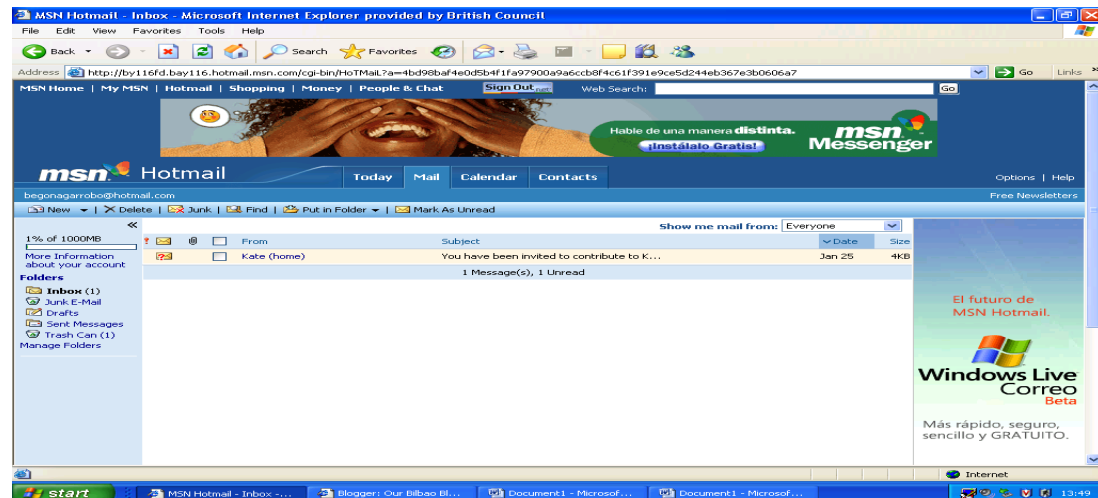 MSN Hotmail - Inbox - Microsoft Internet Explorer provided by British Council
File Edit View Favorites Tools Help
Back Search Favorites
Address http://by116fd.bay116.hotmail.msn.com/cgi-bin/HoTMaiL?a=4bd98baf4e0d5b4f1fa97900a9a6ccb8f4c61f391e9ce5d244eb367e3b0606a7 Go Links
MSN Home | My MSN | Hotmail | Shopping | Money | People & Chat Sign Out .net Web Search: Go
Hable de una manera distinta.
¡Instálalo Gratis!
msn Messenger
msn Hotmail Today Mail Calendar Contacts Options | Help
begonagarrobo@hotmail.com Free Newsletters
New | Delete | Junk | Find | Put in Folder | Mark As Unread
Show me mail from: Everyone
1% of 1000MB
More Information
about your account
Folders
Inbox (1)
Junk E-Mail
Drafts
Sent Messages
Trash Can (1)
Manage Folders
! From Subject Date Size
Kate (home) You have been invited to contribute to K... Jan 25 4KB
1 Message(s), 1 Unread
El futuro de
MSN Hotmail.
Windows Live
Correo
Beta
Más rápido, seguro,
sencillo y GRATUITO.
Internet
start MSN Hotmail - Inbox -... Blogger: Our Bilbao Bl... Document1 - Microsof... Document1 - Microsof... 13:49